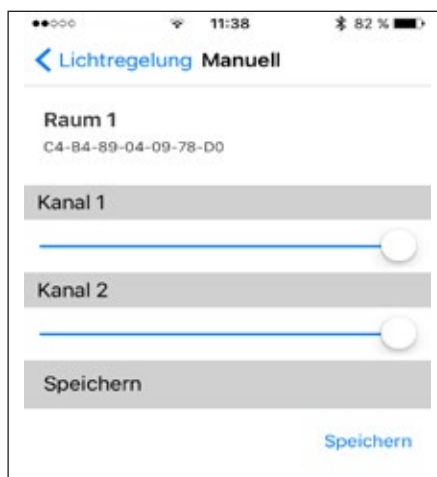 11:38 82 %
Lichtregelung Manuell
Raum 1
C4-B4-89-04-09-78-D0
Kanal 1
Kanal 2
Speichern
Speichern